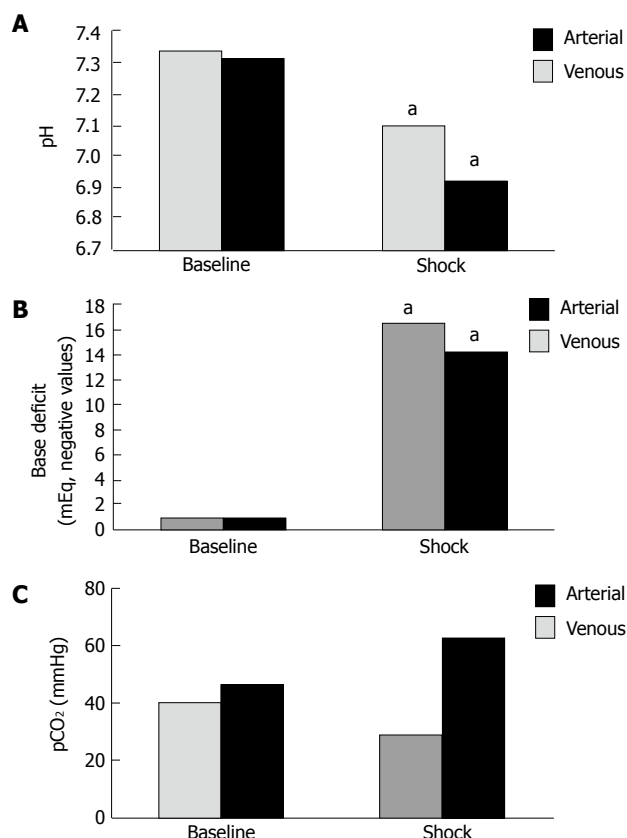 A
pH
7.4
7.3
7.2
7.1
7.0
6.9
6.8
6.7
a
a
Baseline
Shock
Arterial
Venous
B
Base deficit
(mEq, negative values)
18
16
14
12
10
8
6
4
2
0
a
a
Baseline
Shock
Arterial
Venous
C
pCO₂ (mmHg)
80
60
40
20
0
Baseline
Shock
Arterial
Venous